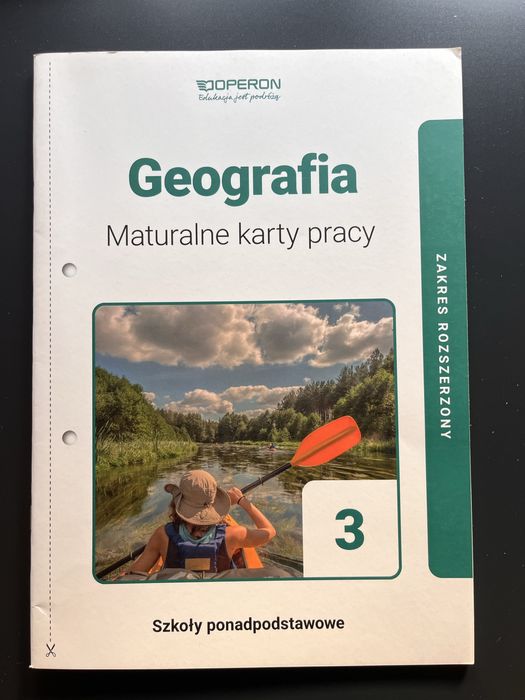 OPERON
Edukacja jest podróżą
Geografia
Maturalne karty pracy
ZAKRES ROZSZERZONY
3
Szkoły ponadpodstawowe